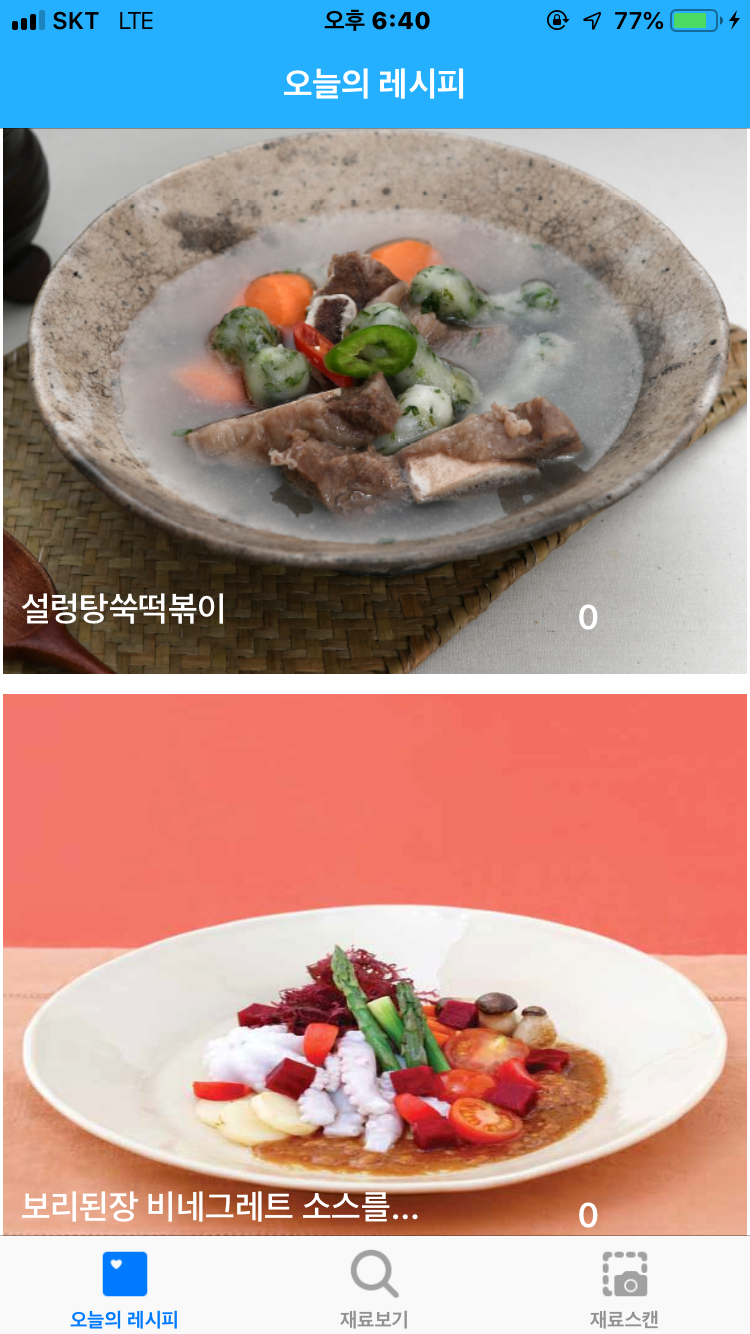 SKT LTE 오후 6:40 77%
오늘의 레시피
설렁탕쑥떡볶이 0
보리된장 비네그레트 소스를... 0
오늘의 레시피 재료보기 재료스캔